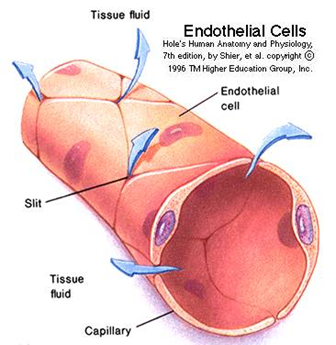 Tissue fluid
Endothelial Cells
Hole's Human Anatomy and Physiology,
7th edition, by Shier, et al. copyright ©
1996 TM Higher Education Group, Inc.
Endothelial
cell
Slit
Tissue
fluid
Capillary